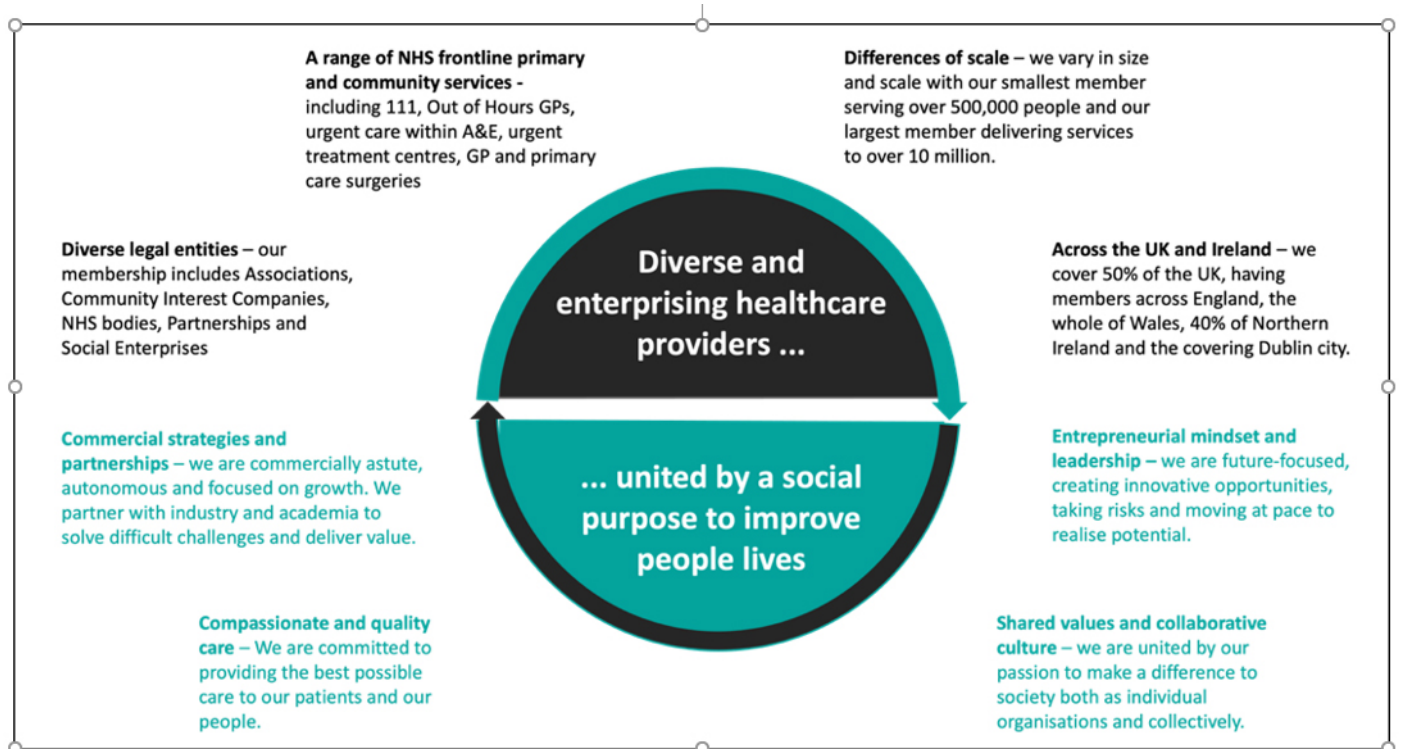 A range of NHS frontline primary
and community services -
including 111, Out of Hours GPs,
urgent care within A&E, urgent
treatment centres, GP and primary
care surgeries
Differences of scale – we vary in size
and scale with our smallest member
serving over 500,000 people and our
largest member delivering services
to over 10 million.
Diverse legal entities – our
membership includes Associations,
Community Interest Companies,
NHS bodies, Partnerships and
Social Enterprises
Diverse and
enterprising healthcare
providers ...
Across the UK and Ireland – we
cover 50% of the UK, having
members across England, the
whole of Wales, 40% of Northern
Ireland and the covering Dublin city.
Commercial strategies and
partnerships – we are commercially astute,
autonomous and focused on growth. We
partner with industry and academia to
solve difficult challenges and deliver value.
... united by a social
purpose to improve
people lives
Entrepreneurial mindset and
leadership – we are future-focused,
creating innovative opportunities,
taking risks and moving at pace to
realise potential.
Compassionate and quality
care – We are committed to
providing the best possible
care to our patients and our
people.
Shared values and collaborative
culture – we are united by our
passion to make a difference to
society both as individual
organisations and collectively.